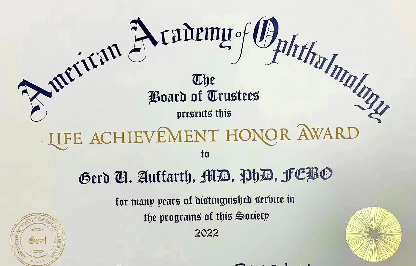 American Academy of Ophthalmology
The
Board of Trustees
presents this
LIFE ACHIEVEMENT HONOR AWARD
to
Gerd U. Auffarth, MD, PhD, FEBO
for many years of distinguished service in
the programs of this Society
2022
Seal